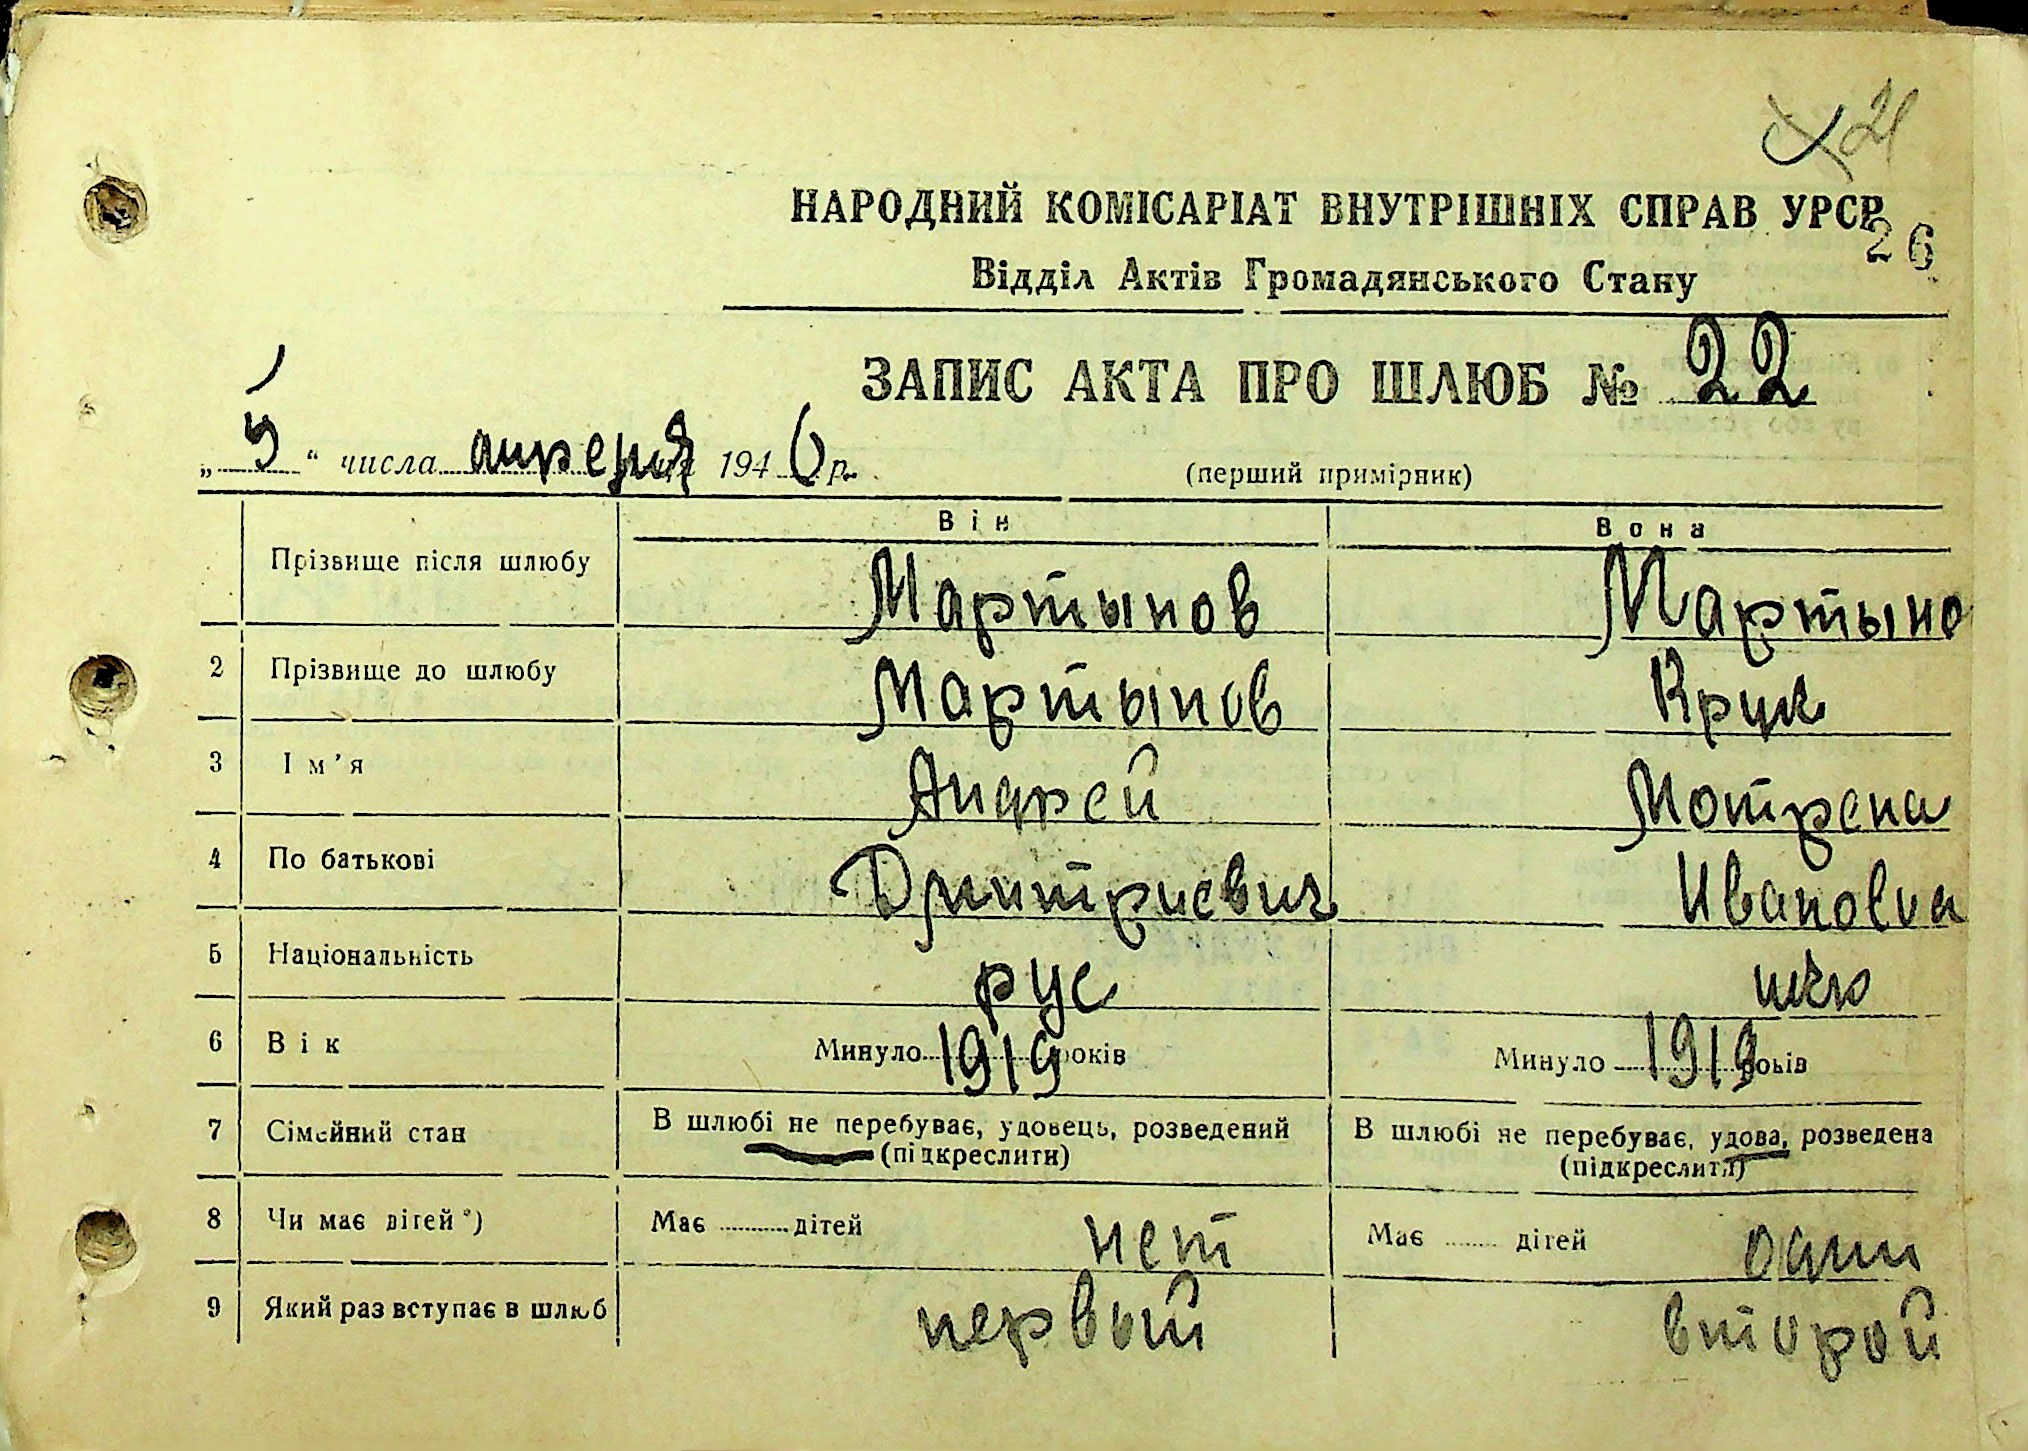 21
НАРОДНИЙ КОМІСАРІАТ ВНУТРІШНІХ СПРАВ УРСР
26
Відділ Актів Громадянського Стану
ЗАПИС АКТА ПРО ШЛЮБ № 22
„ 5 “ числа апреля 1946 р.
(перший примірник)
Він Вона
Прізвище після шлюбу Мартынов Мартыно
2 Прізвище до шлюбу Мартынов Крук
3 Ім'я Андрей Мотрена
4 По батькові Дмитриевич Ивановна
5 Національність рус
6 Вік Минуло 1919 років Минуло 1919 років
7 Сімейний стан В шлюбі не перебуває, удовець, розведений В шлюбі не перебуває, удова, розведена
(підкреслити) (підкреслити)
8 Чи має дітей*) Має дітей нет Має дітей один
9 Який раз вступає в шлюб первый второй